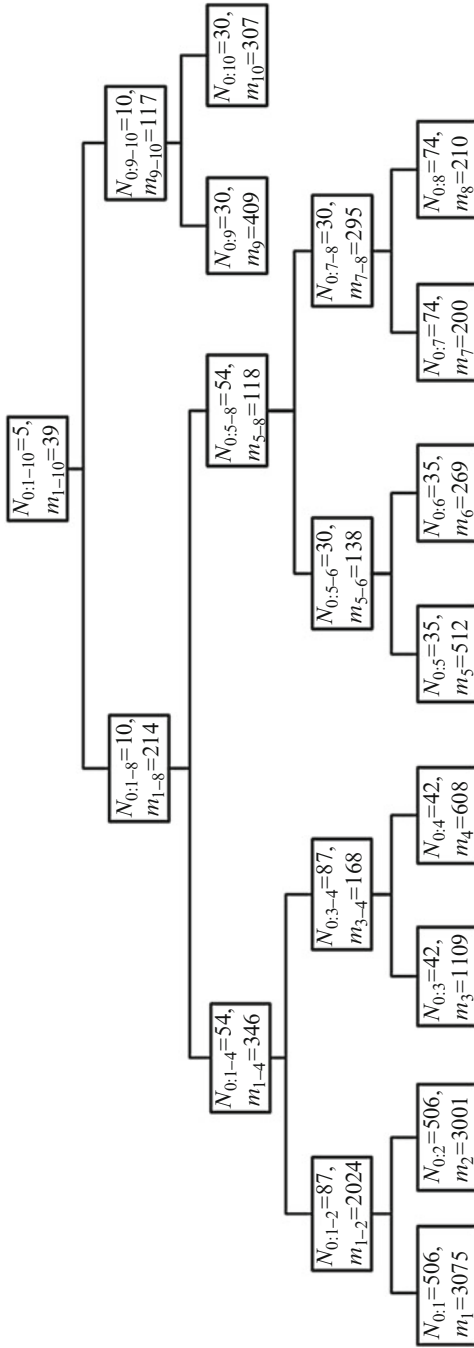 N₀:₁₋₁₀=5,
m₁₋₁₀=39
N₀:₁₋₈=10,
m₁₋₈=214
N₀:₉₋₁₀=10,
m₉₋₁₀=117
N₀:₁₋₄=54,
m₁₋₄=346
N₀:₅₋₈=54,
m₅₋₈=118
N₀:₉=30,
m₉=409
N₀:₁₀=30,
m₁₀=307
N₀:₁₋₂=87,
m₁₋₂=2024
N₀:₃₋₄=87,
m₃₋₄=168
N₀:₅₋₆=30,
m₅₋₆=138
N₀:₇₋₈=30,
m₇₋₈=295
N₀:₁=506,
m₁=3075
N₀:₂=506,
m₂=3001
N₀:₃=42,
m₃=1109
N₀:₄=42,
m₄=608
N₀:₅=35,
m₅=512
N₀:₆=35,
m₆=269
N₀:₇=74,
m₇=200
N₀:₈=74,
m₈=210